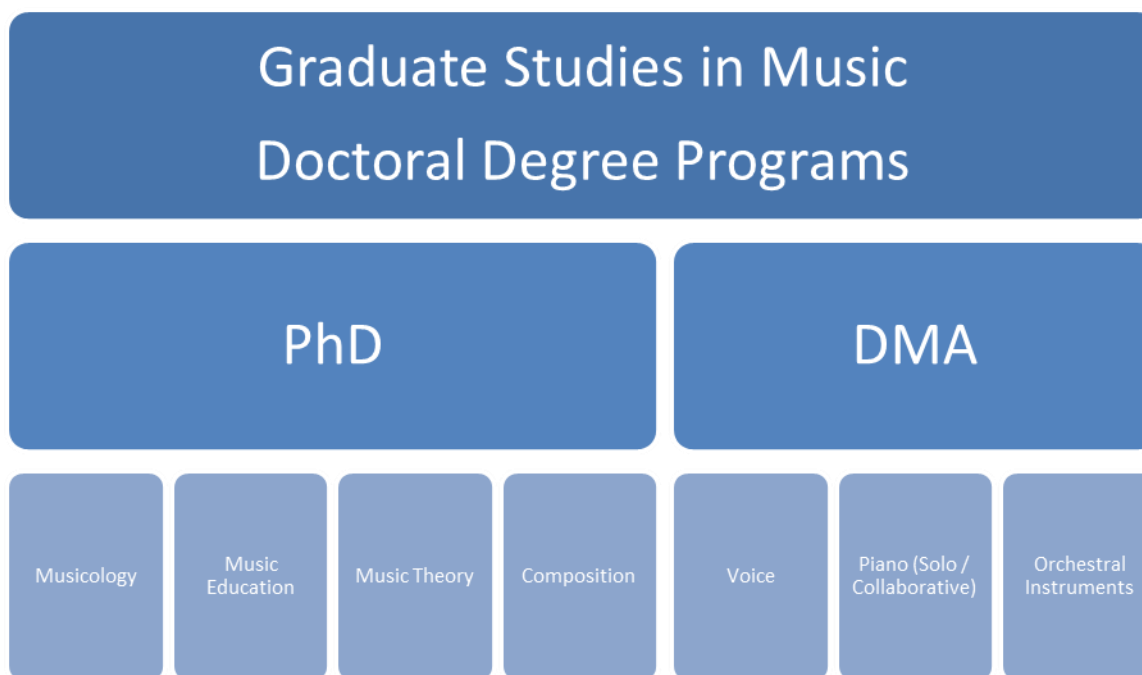 Graduate Studies in Music
Doctoral Degree Programs
PhD
DMA
Musicology
Music
Education
Music Theory
Composition
Voice
Piano (Solo /
Collaborative)
Orchestral
Instruments